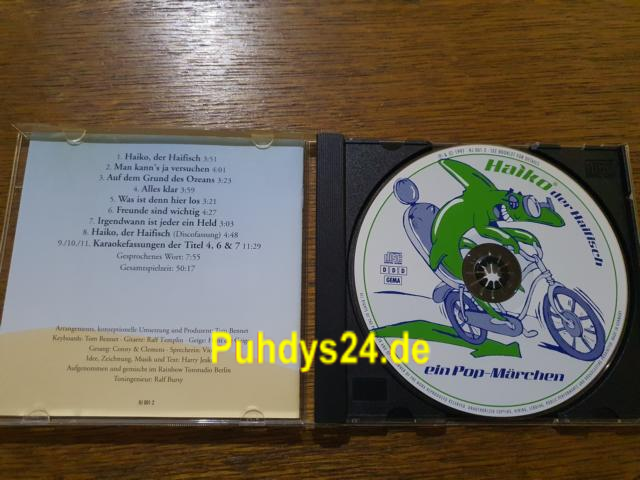 1. Haiko, der Haifisch 3:51
2. Man kann's ja versuchen 4:01
3. Auf dem Grund des Ozeans 3:23
4. Alles klar 3:59
5. Was ist denn hier los 3:21
6. Freunde sind wichtig 4:27
7. Irgendwann ist jeder ein Held 3:03
8. Haiko, der Haifisch (Discofassung) 4:48
9./10./11. Karaokefassungen der Titel 4, 6 & 7 11:29
Gesprochenes Wort: 7:55
Gesamtspielzeit: 50:17
Arrangements, konzeptionelle Umsetzung und Produzent: Tom Bennet
Keyboards: Tom Bennet · Gitarre: Ralf Templin · Geige:
Gesang: Conny & Clemens · Sprecherin:
Idee, Zeichnung, Musik und Text: Harry Jeske
Aufgenommen und gemischt im Rainbow Tonstudio Berlin
Toningenieur: Ralf Bursy
HJ 001-2
Puhdys24.de
Haiko der Haifisch
DDD
GEMA
ein Pop-Märchen